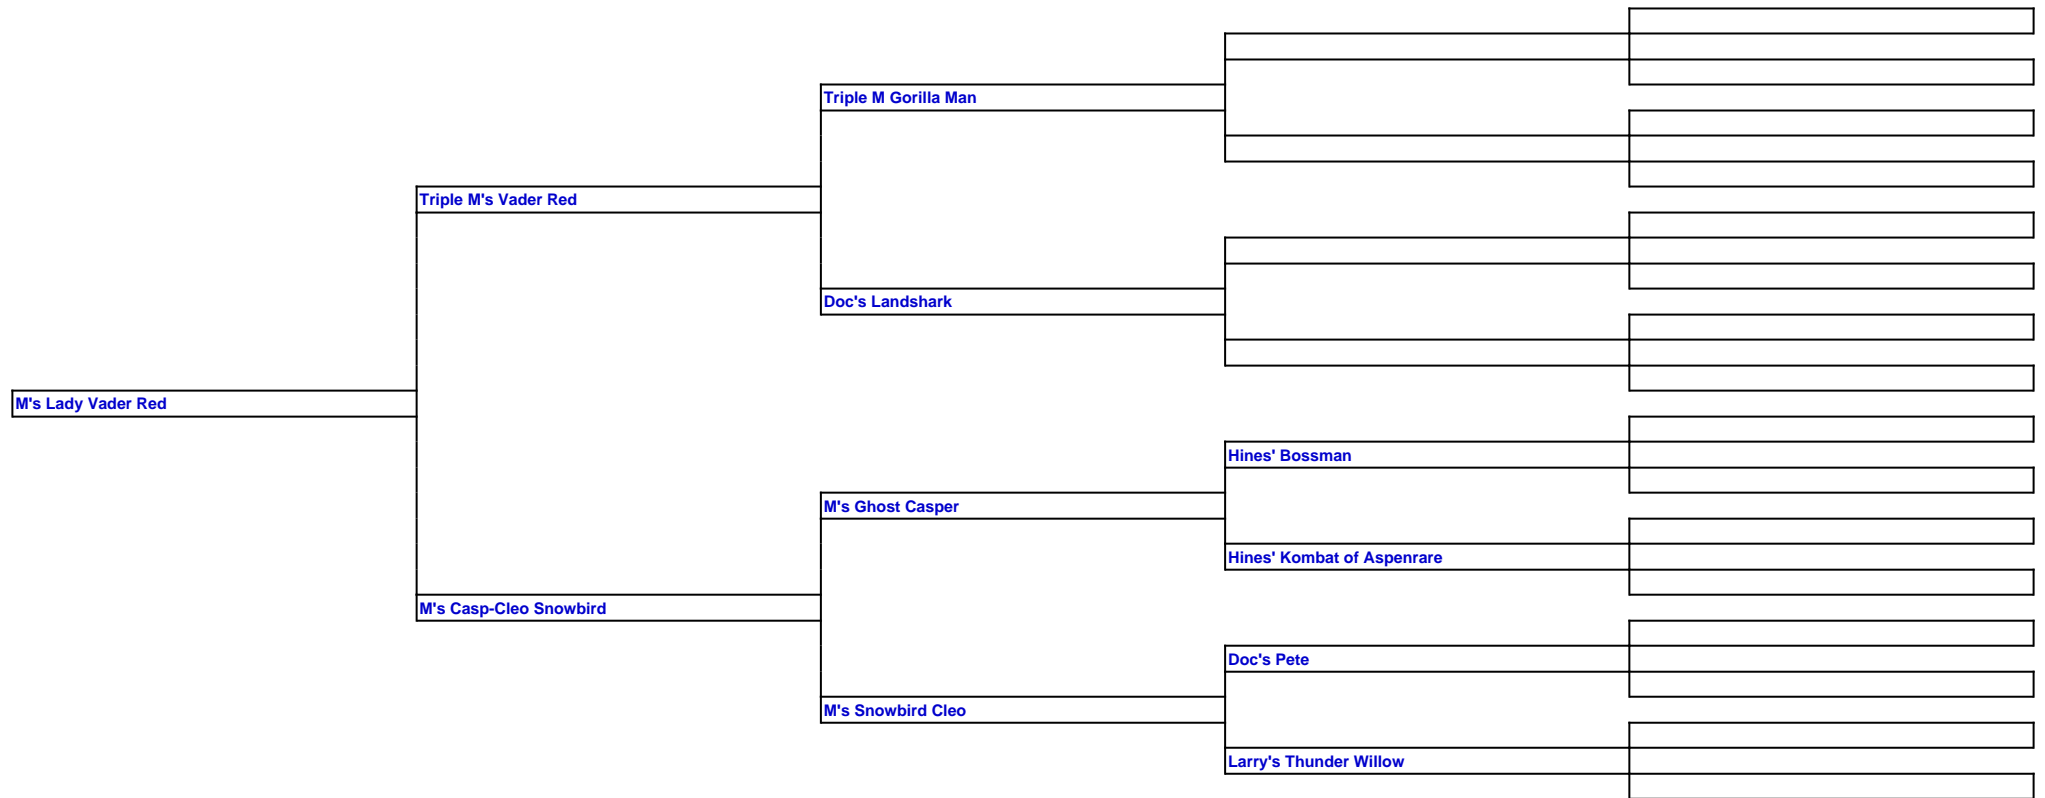 Triple M Gorilla Man
Triple M's Vader Red
Doc's Landshark
M's Lady Vader Red
Hines' Bossman
M's Ghost Casper
Hines' Kombat of Aspenrare
M's Casp-Cleo Snowbird
Doc's Pete
M's Snowbird Cleo
Larry's Thunder Willow